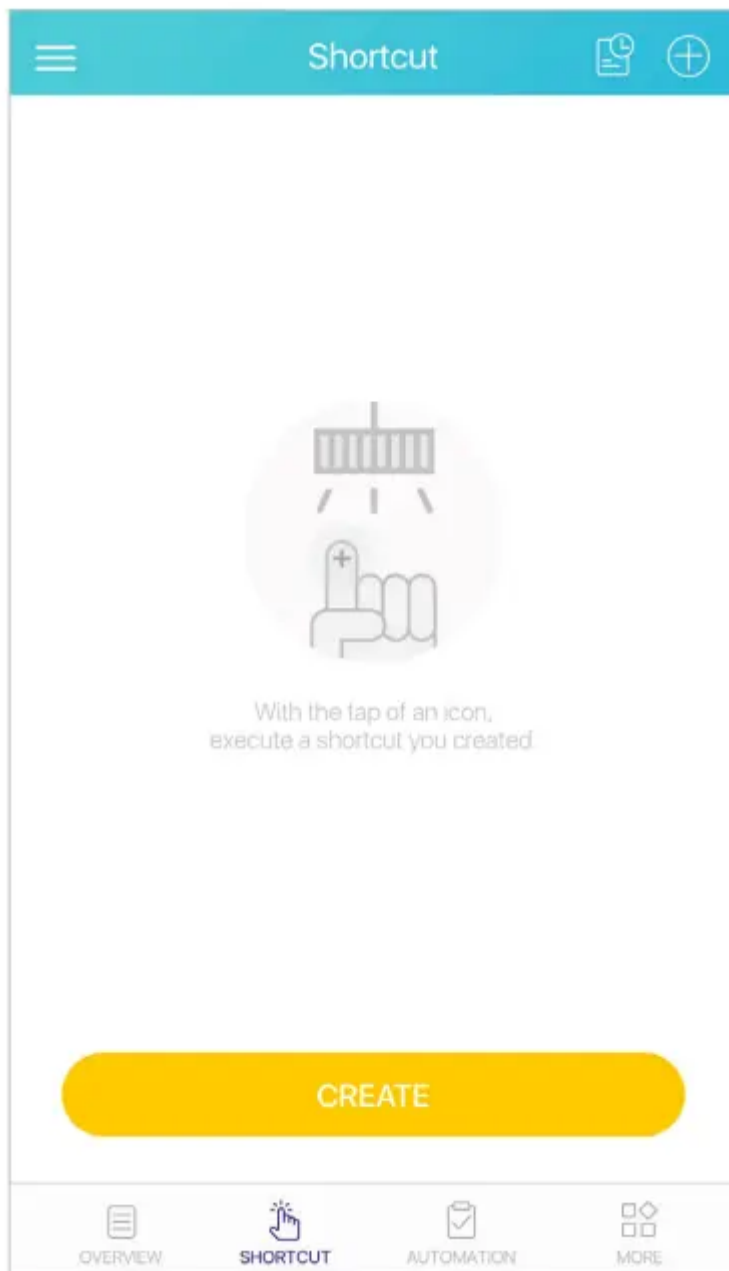 Shortcut
With the tap of an icon,
execute a shortcut you created
CREATE
OVERVIEW
SHORTCUT
AUTOMATION
MORE